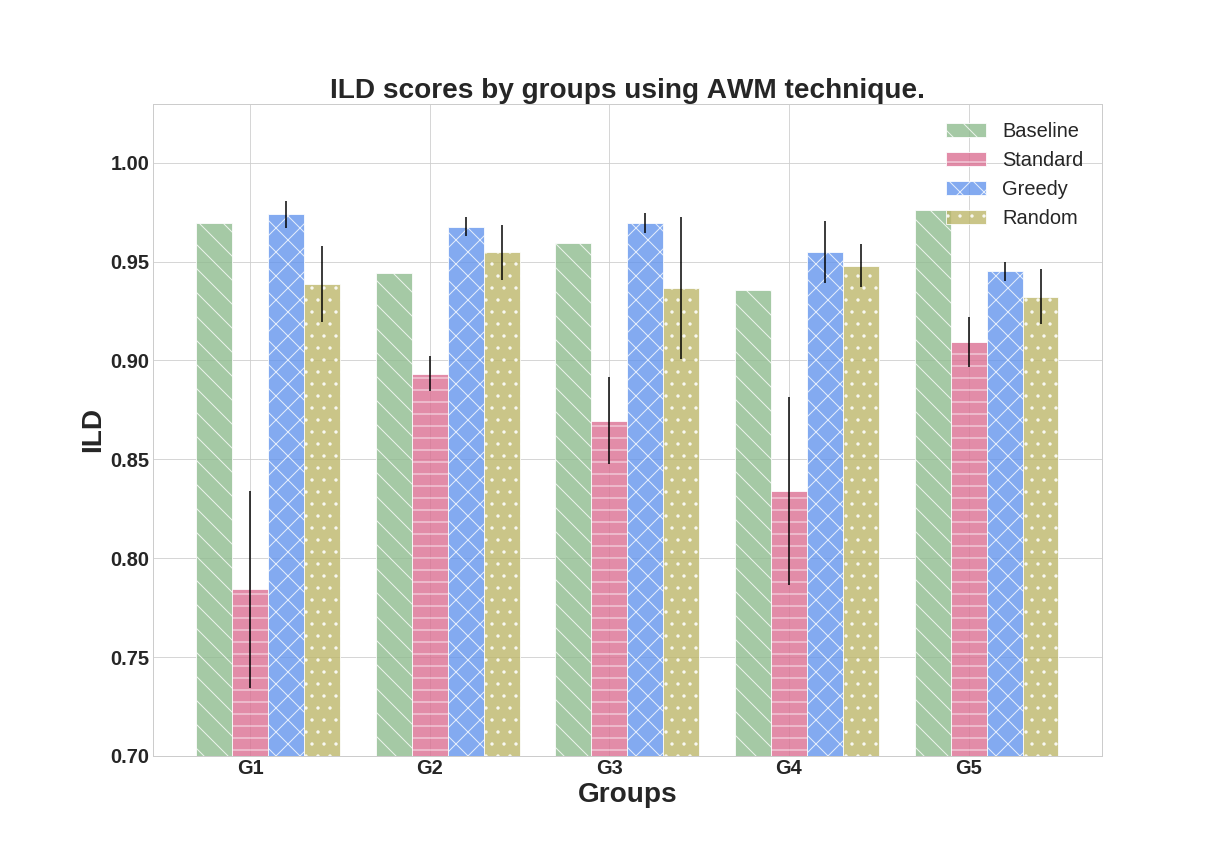 ILD scores by groups using AWM technique.
Baseline
Standard
Greedy
Random
1.00
0.95
0.90
0.85
0.80
0.75
0.70
ILD
G1 G2 G3 G4 G5
Groups